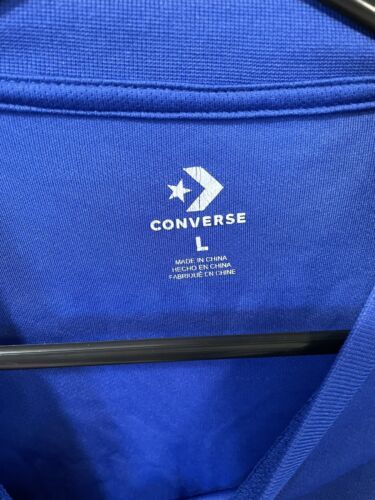 CONVERSE
L
MADE IN CHINA
HECHO EN CHINA
FABRIQUÉ EN CHINE